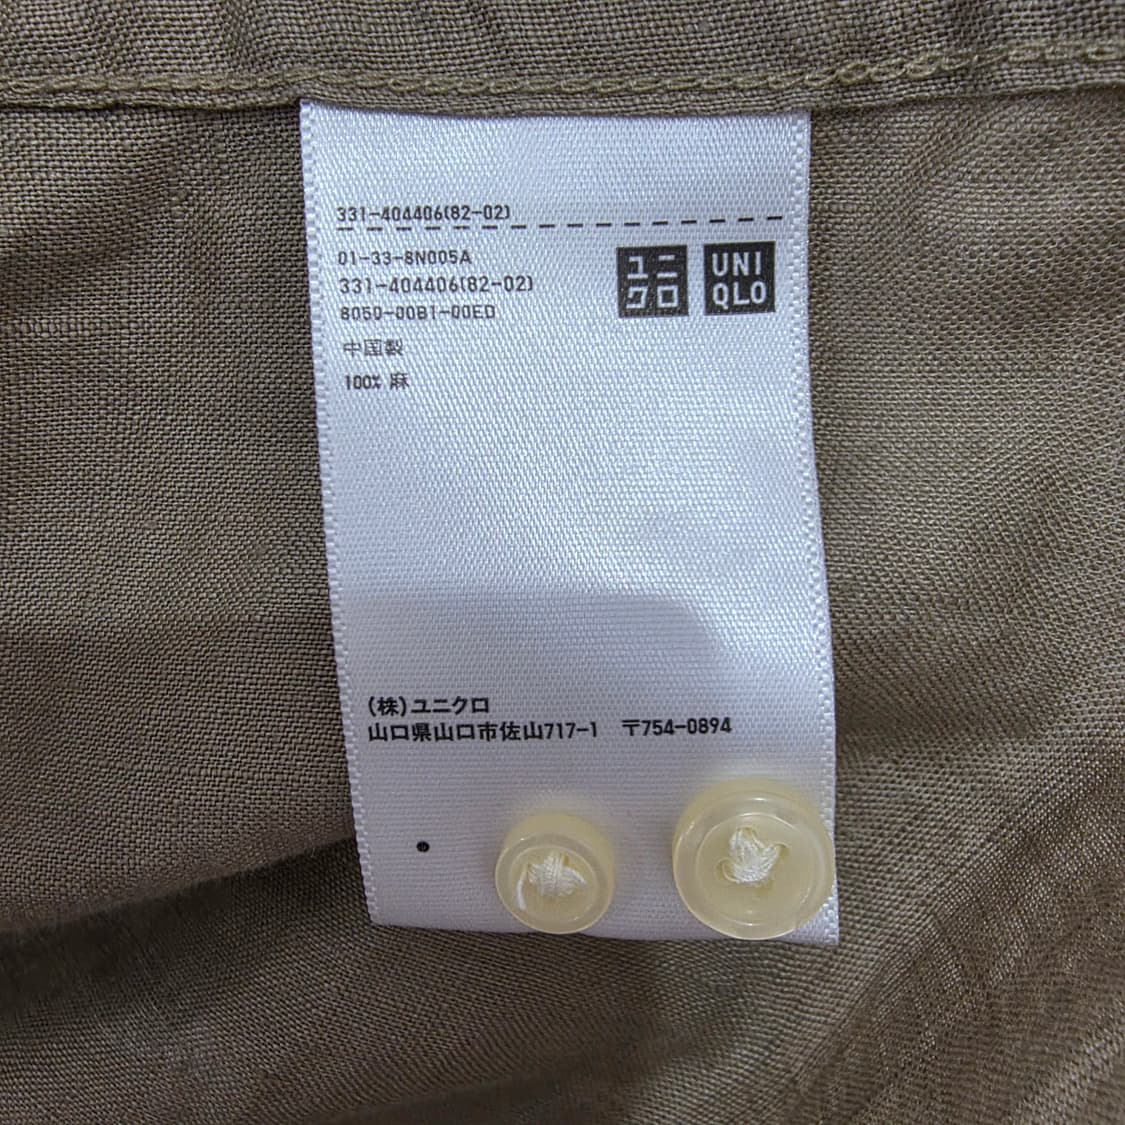 331-404406(82-02)
01-33-8N005A
331-404406(82-02)
8050-00B1-00ED
中国製
100% 麻
ユニ
クロ
UNI
QLO
(株)ユニクロ
山口県山口市佐山717-1 〒754-0894